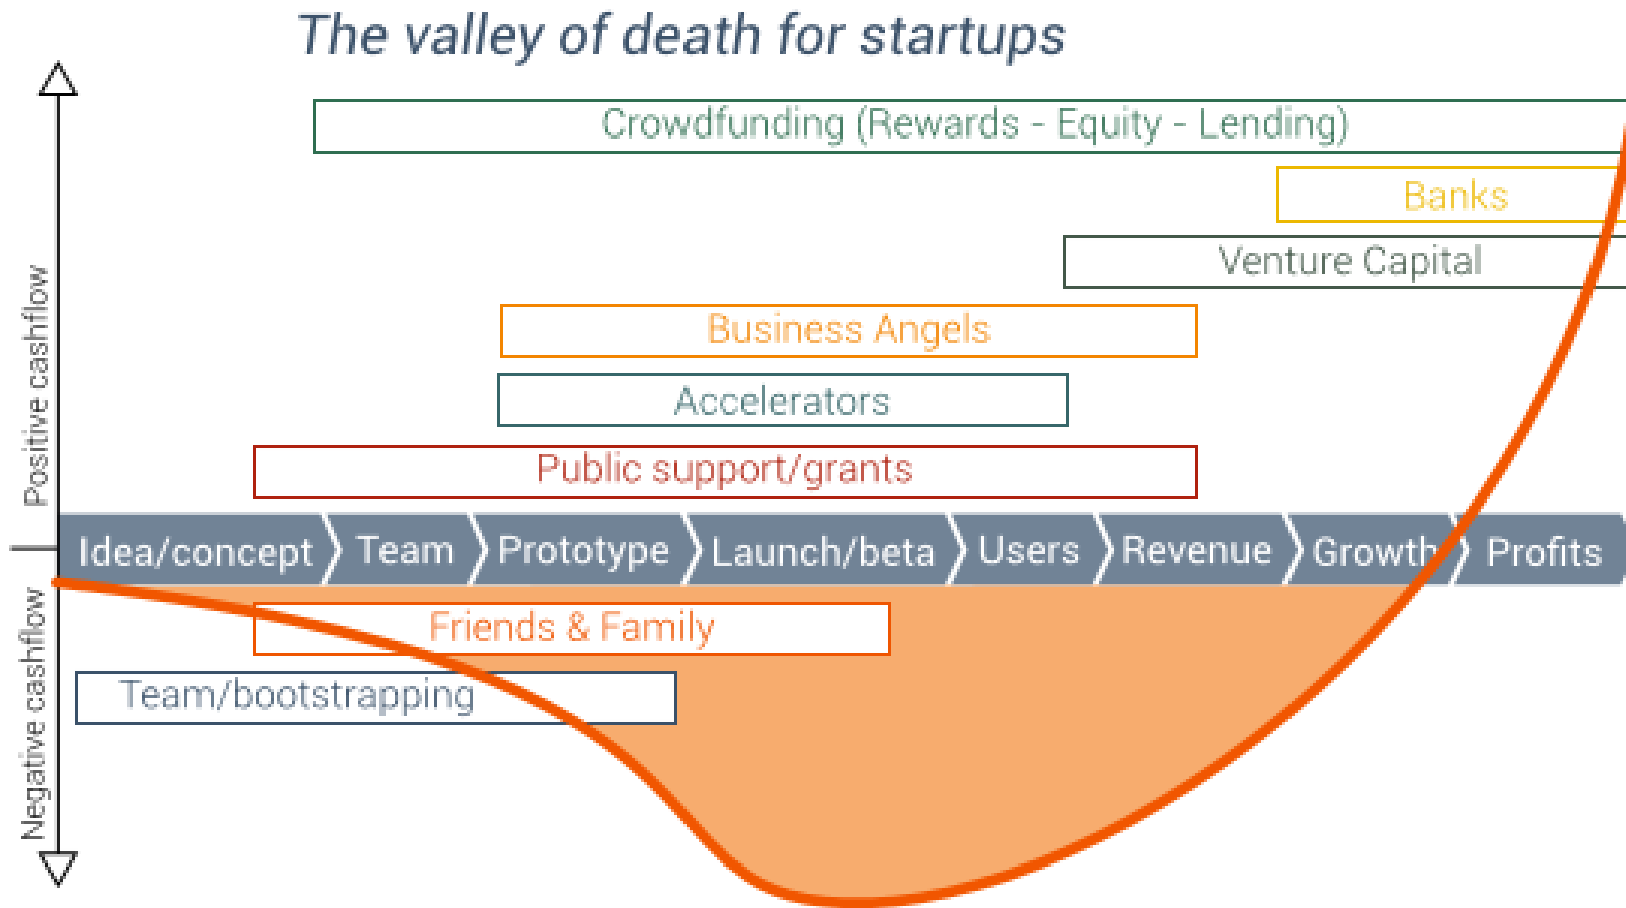 The valley of death for startups
Crowdfunding (Rewards - Equity - Lending)
Banks
Venture Capital
Business Angels
Accelerators
Public support/grants
Positive cashflow
Idea/concept
Team
Prototype
Launch/beta
Users
Revenue
Growth
Profits
Negative cashflow
Friends & Family
Team/bootstrapping